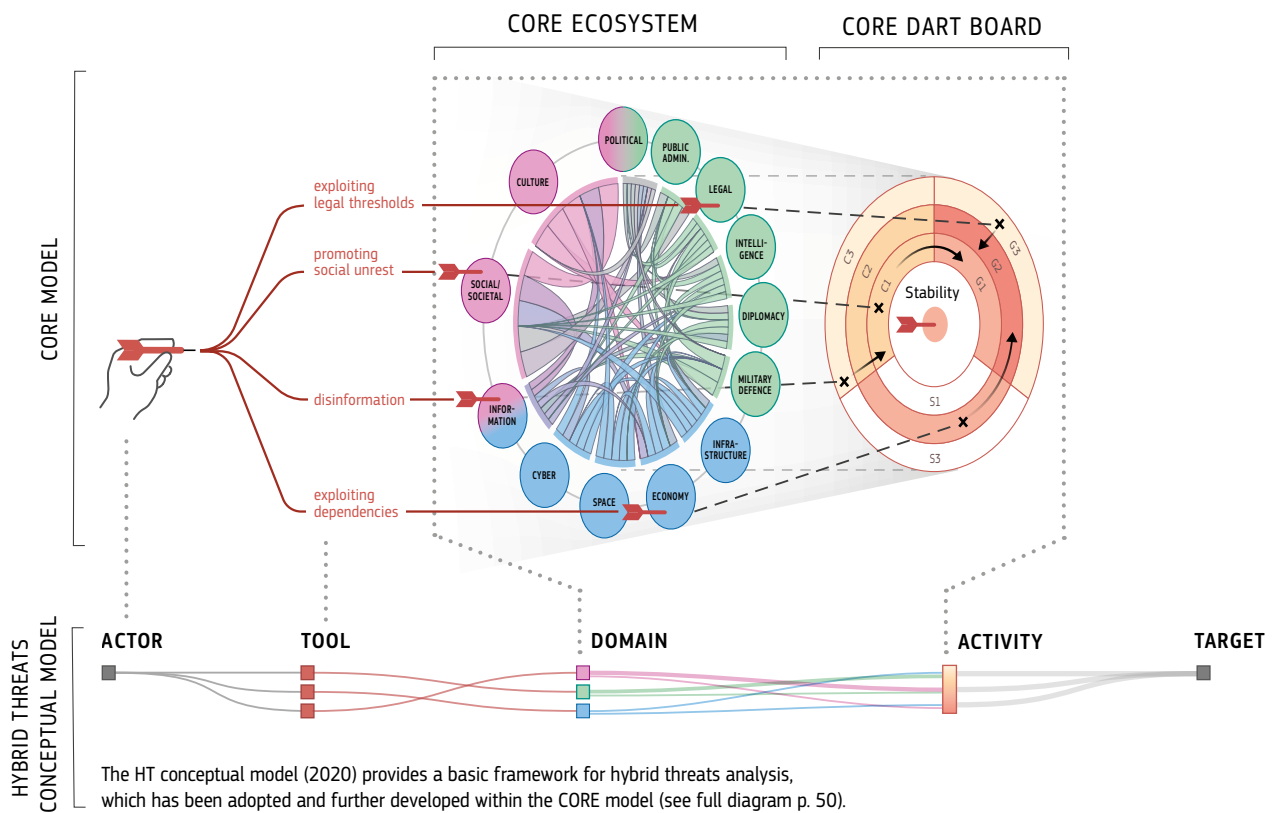 CORE ECOSYSTEM
CORE DART BOARD
CORE MODEL
exploiting
legal thresholds
promoting
social unrest
disinformation
exploiting
dependencies
POLITICAL
PUBLIC
ADMIN.
CULTURE
LEGAL
INTELLI-
GENCE
SOCIAL/
SOCIETAL
DIPLOMACY
MILITARY
DEFENCE
INFOR-
MATION
INFRA-
STRUCTURE
CYBER
SPACE
ECONOMY
C3
C2
C1
G3
G2
G1
Stability
S1
S3
HYBRID THREATS
CONCEPTUAL MODEL
ACTOR
TOOL
DOMAIN
ACTIVITY
TARGET
The HT conceptual model (2020) provides a basic framework for hybrid threats analysis,
which has been adopted and further developed within the CORE model (see full diagram p. 50).